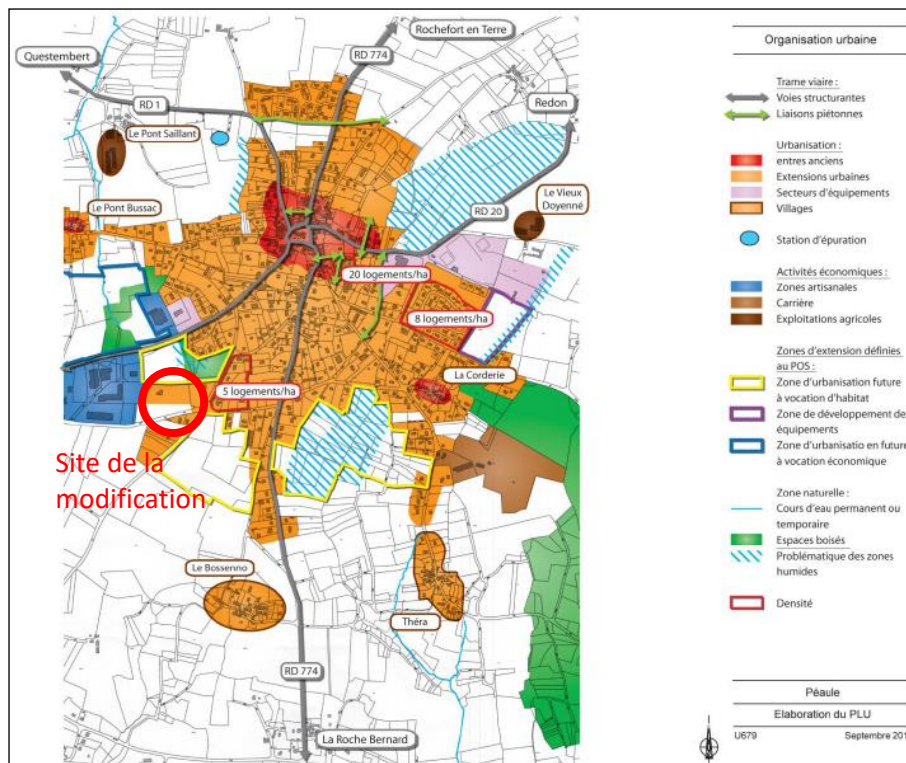 Rochefort en Terre
Questembert
RD 774
RD 1
Redon
Le Pont Saillant
Le Vieux
Doyenné
Le Pont Bussac
RD 20
20 logements/ha
8 logements/ha
La Corderie
5 logements/ha
Site de la
modification
Le Bossenno
Théra
RD 774
La Roche Bernard
Organisation urbaine
Trame viaire :
Voies structurantes
Liaisons piétonnes
Urbanisation :
entres anciens
Extensions urbaines
Secteurs d'équipements
Villages
Station d'épuration
Activités économiques :
Zones artisanales
Carrière
Exploitations agricoles
Zones d'extension définies
au POS :
Zone d'urbanisation future
à vocation d'habitat
Zone de développement de
équipements
Zone d'urbanisatio en future
à vocation économique
Zone naturelle :
Cours d'eau permanent ou
temporaire
Espaces boisés
Problématique des zones
humides
Densité
Péaule
Elaboration du PLU
U679 Septembre 201